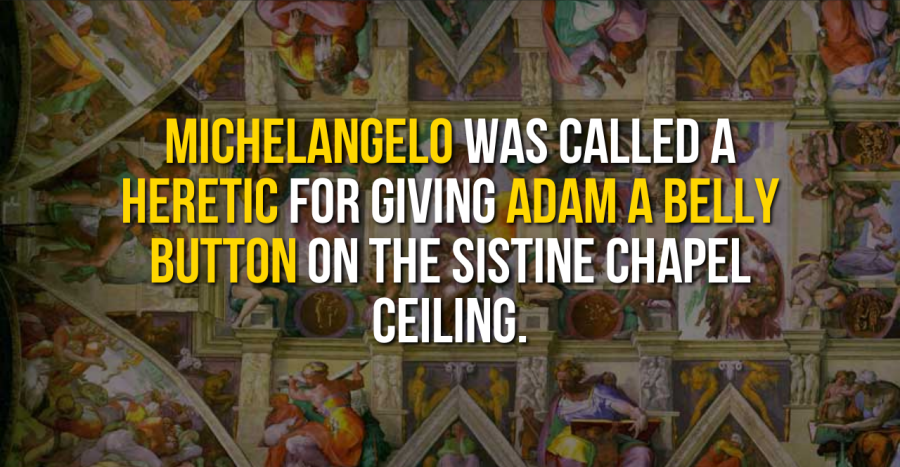 MICHELANGELO WAS CALLED A
HERETIC FOR GIVING ADAM A BELLY
BUTTON ON THE SISTINE CHAPEL
CEILING.